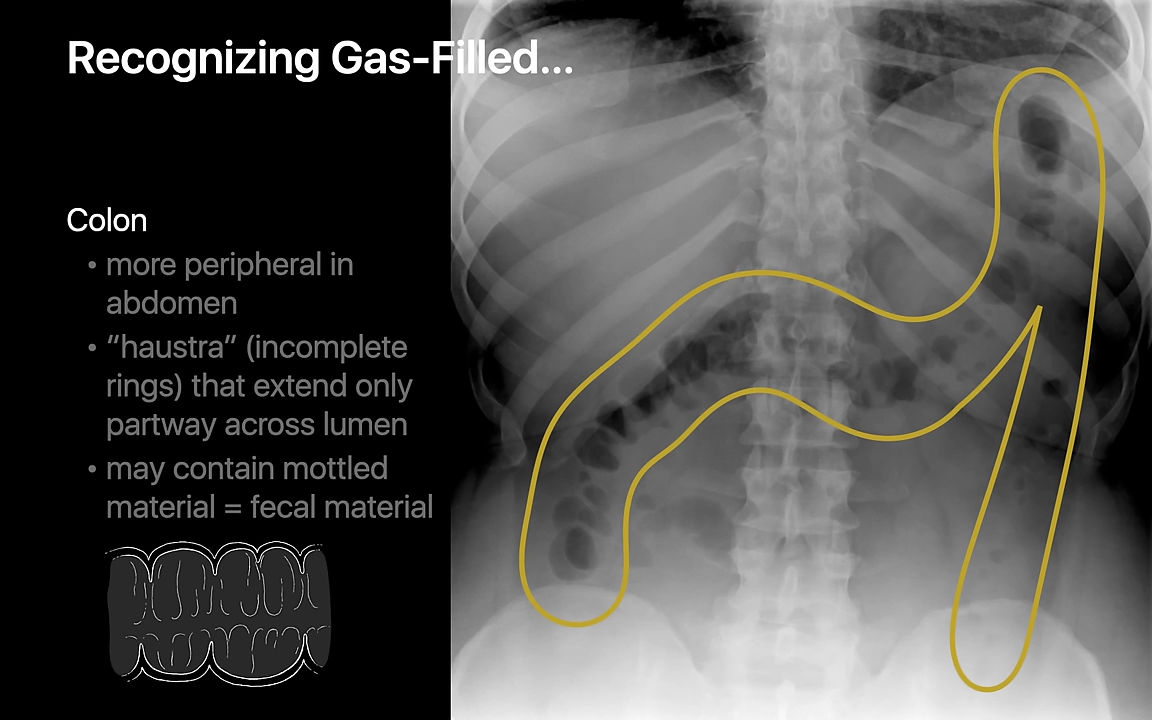 Recognizing Gas-Filled...
Colon
• more peripheral in
abdomen
• “haustra” (incomplete
rings) that extend only
partway across lumen
• may contain mottled
material = fecal material